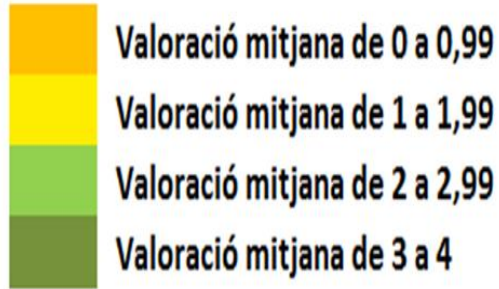 Valoració mitjana de 0 a 0,99
Valoració mitjana de 1 a 1,99
Valoració mitjana de 2 a 2,99
Valoració mitjana de 3 a 4